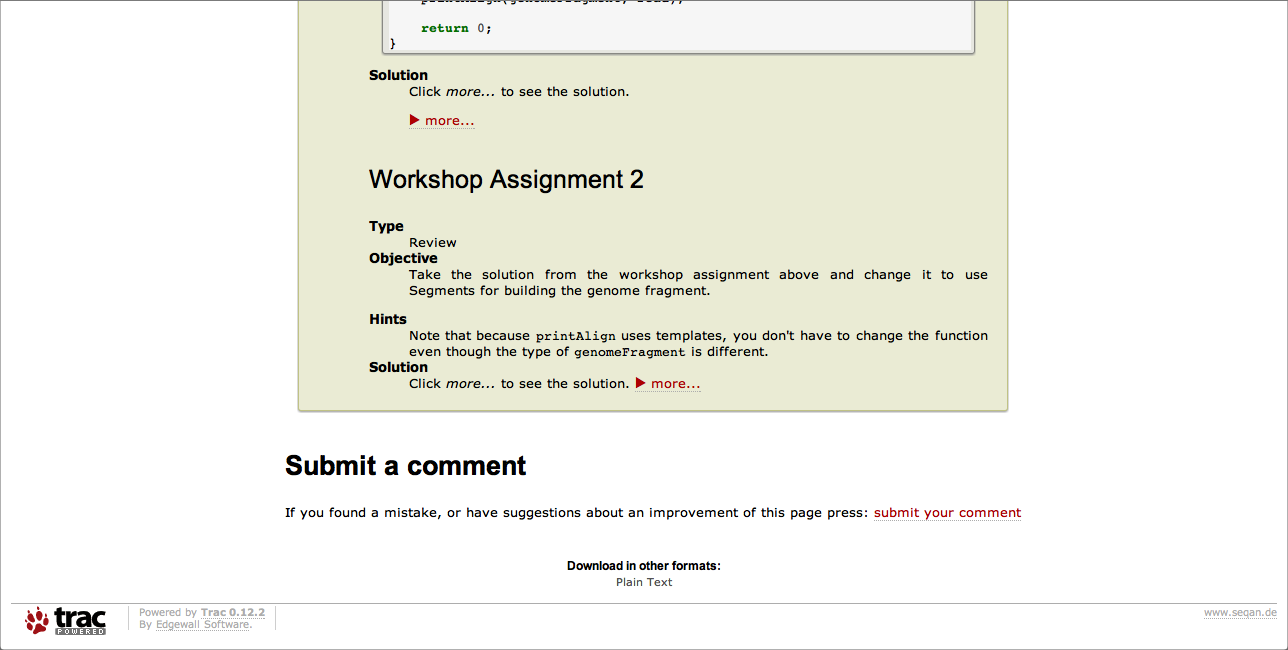 return 0;
}
Solution
Click more... to see the solution.
▶ more...
Workshop Assignment 2
Type
Review
Objective
Take the solution from the workshop assignment above and change it to use
Segments for building the genome fragment.
Hints
Note that because printAlign uses templates, you don't have to change the function
even though the type of genomeFragment is different.
Solution
Click more... to see the solution. ▶ more...
Submit a comment
If you found a mistake, or have suggestions about an improvement of this page press: submit your comment
Download in other formats:
Plain Text
trac
POWERED
Powered by Trac 0.12.2
By Edgewall Software.
www.seqan.de